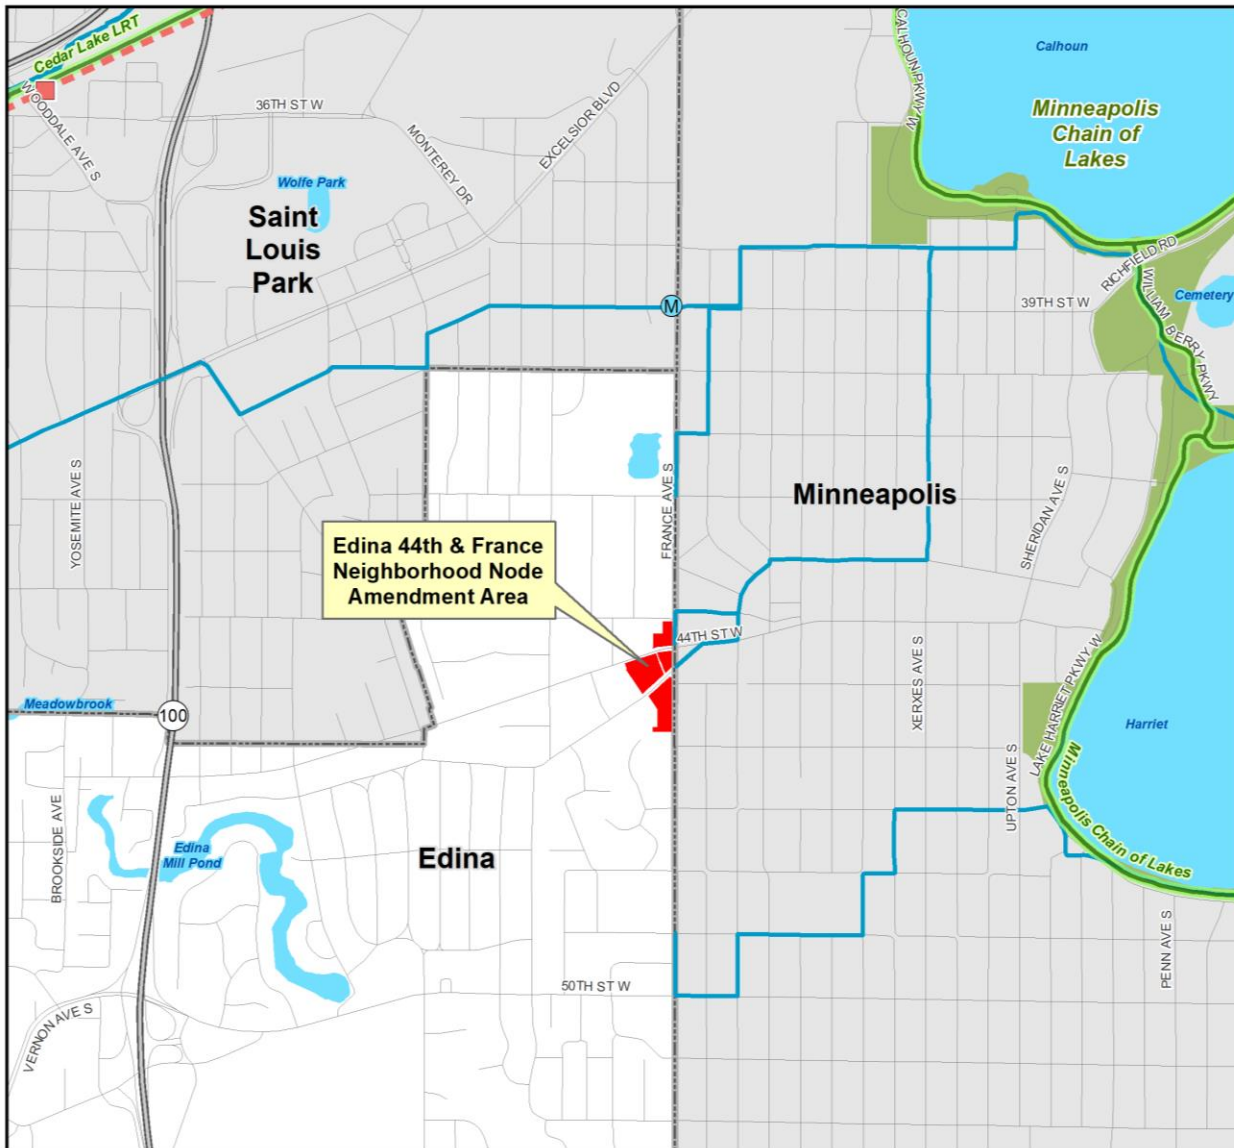 Cedar Lake LRT
WOODDALE AVE S
36TH ST W
MONTEREY DR
EXCELSIOR BLVD
CALHOUN PKWY W
Calhoun
Minneapolis
Chain of
Lakes
Wolfe Park
Saint
Louis
Park
RICHFIELD RD
WILLIAM BERRY PKWY
Cemetery
39TH ST W
M
YOSEMITE AVE S
FRANCE AVE S
Minneapolis
SHERIDAN AVE S
Edina 44th & France
Neighborhood Node
Amendment Area
44TH ST W
XERXES AVE S
LAKE HARRIET PKWY W
Harriet
Meadowbrook
100
UPTON AVE S
Minneapolis Chain of Lakes
BROOKSIDE AVE
Edina
Mill Pond
Edina
PENN AVE S
50TH ST W
VERNON AVE S